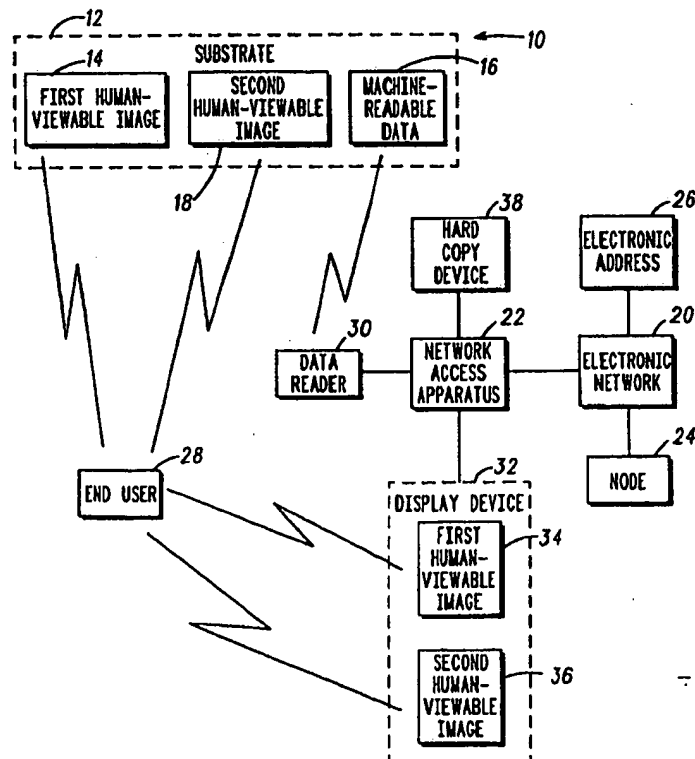 12
10
SUBSTRATE
14
16
FIRST HUMAN-
VIEWABLE IMAGE
SECOND
HUMAN-VIEWABLE
IMAGE
MACHINE-
READABLE
DATA
18
38
HARD
COPY
DEVICE
26
ELECTRONIC
ADDRESS
30
DATA
READER
22
NETWORK
ACCESS
APPARATUS
20
ELECTRONIC
NETWORK
24
NODE
28
END USER
32
DISPLAY DEVICE
FIRST
HUMAN-
VIEWABLE
IMAGE
34
SECOND
HUMAN-
VIEWABLE
IMAGE
36